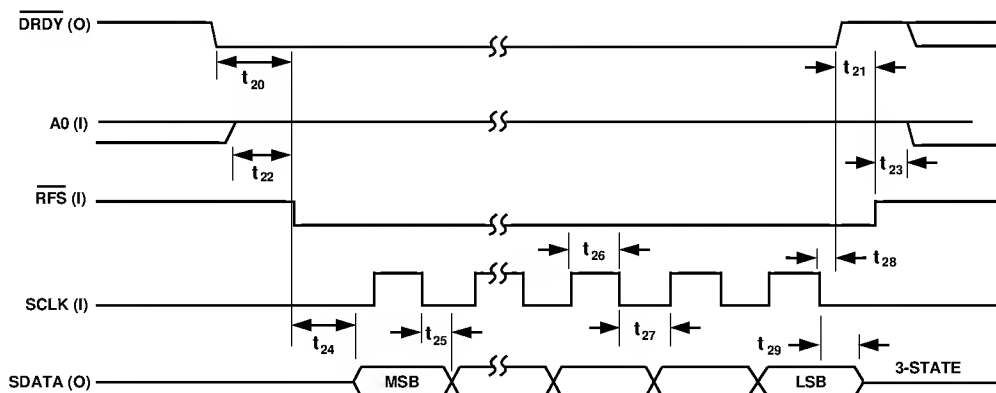 DRDY (O)
t20
t21
A0 (I)
t22
t23
RFS (I)
t26
t28
SCLK (I)
t24
t25
t27
t29
SDATA (O)
MSB
LSB
3-STATE